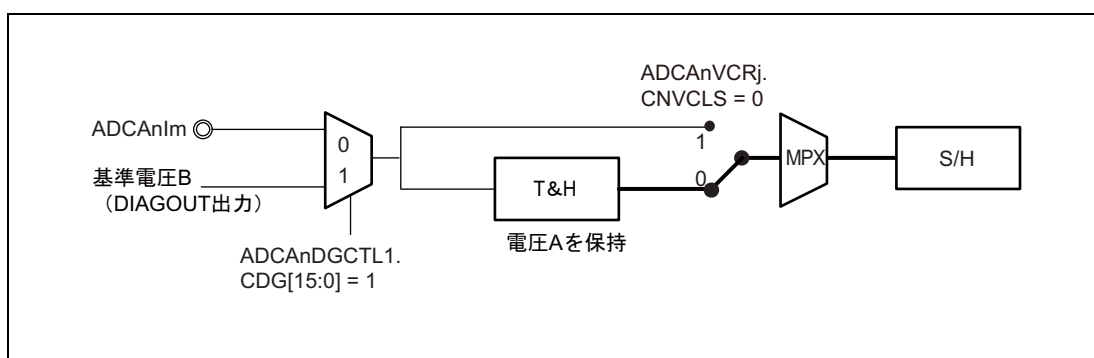 ADCAnVCRj.
CNVCLS = 0
ADCAnIm
0
1
基準電圧B
（DIAGOUT出力）
ADCAnDGCTL1.
CDG[15:0] = 1
1
0
T&H
電圧Aを保持
MPX
S/H